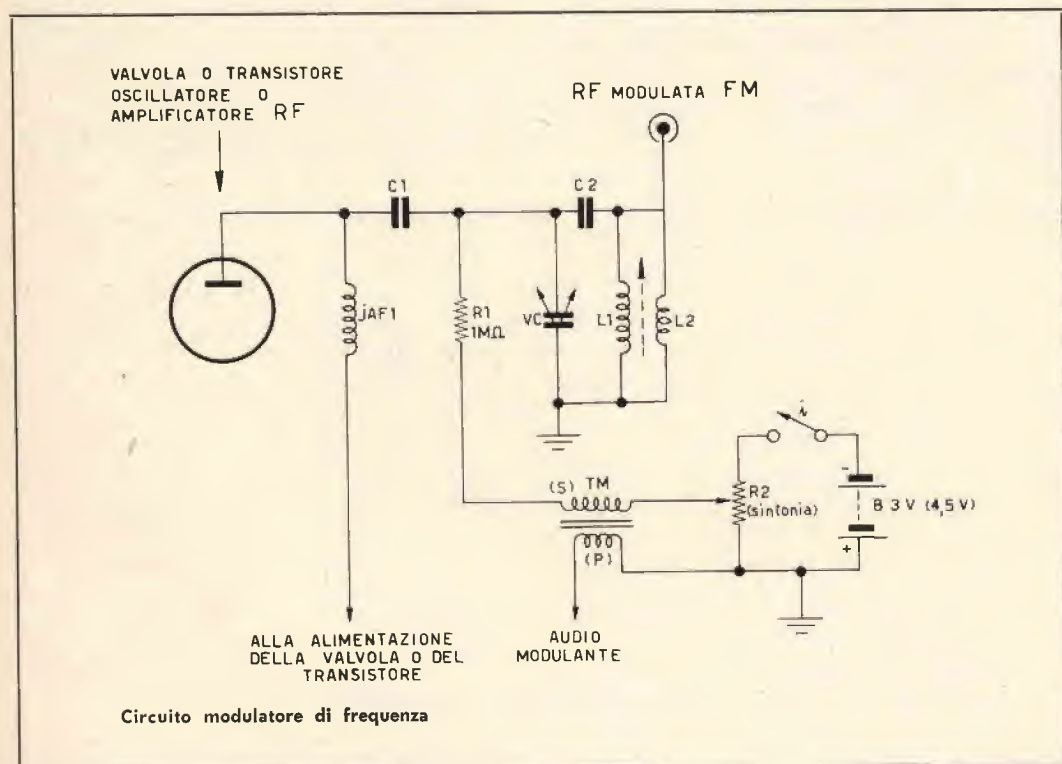 VALVOLA O TRANSISTORE
OSCILLATORE O
AMPLIFICATORE RF
RF MODULATA FM
C1
C2
jAF1
R1
1MΩ
VC
L1
L2
(S) TM
(P)
R2
(sintonia)
-
B 3 V (4,5 V)
+
ALLA ALIMENTAZIONE
DELLA VALVOLA O DEL
TRANSISTORE
AUDIO
MODULANTE
Circuito modulatore di frequenza